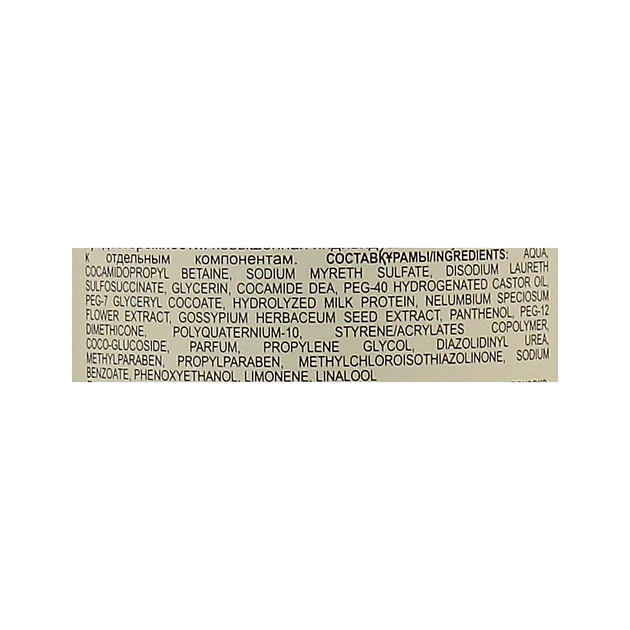 к отдельным компонентам. СОСТАВ/ҚҰРАМЫ/INGREDIENTS: AQUA,
COCAMIDOPROPYL BETAINE, SODIUM MYRETH SULFATE, DISODIUM LAURETH
SULFOSUCCINATE, GLYCERIN, COCAMIDE DEA, PEG-40 HYDROGENATED CASTOR OIL,
PEG-7 GLYCERYL COCOATE, HYDROLYZED MILK PROTEIN, NELUMBIUM SPECIOSUM
FLOWER EXTRACT, GOSSYPIUM HERBACEUM SEED EXTRACT, PANTHENOL, PEG-12
DIMETHICONE, POLYQUATERNIUM-10, STYRENE/ACRYLATES COPOLYMER,
COCO-GLUCOSIDE, PARFUM, PROPYLENE GLYCOL, DIAZOLIDINYL UREA,
METHYLPARABEN, PROPYLPARABEN, METHYLCHLOROISOTHIAZOLINONE, SODIUM
BENZOATE, PHENOXYETHANOL, LIMONENE, LINALOOL